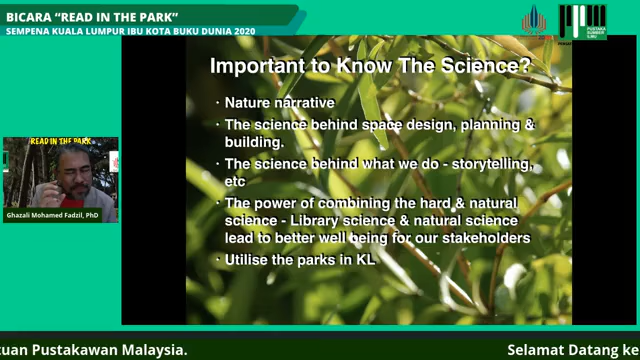 BICARA “READ IN THE PARK”
SEMPENA KUALA LUMPUR IBU KOTA BUKU DUNIA 2020
PUSTAKA
SUMBER
ILMU
Important to Know The Science?
· Nature narrative
· The science behind space design, planning &
building.
· The science behind what we do - storytelling,
etc
· The power of combining the hard & natural
science - Library science & natural science
lead to better well being for our stakeholders
· Utilise the parks in KL
READ IN THE PARK
Ghazali Mohamed Fadzil, PhD
tuan Pustakawan Malaysia.
Selamat Datang ke